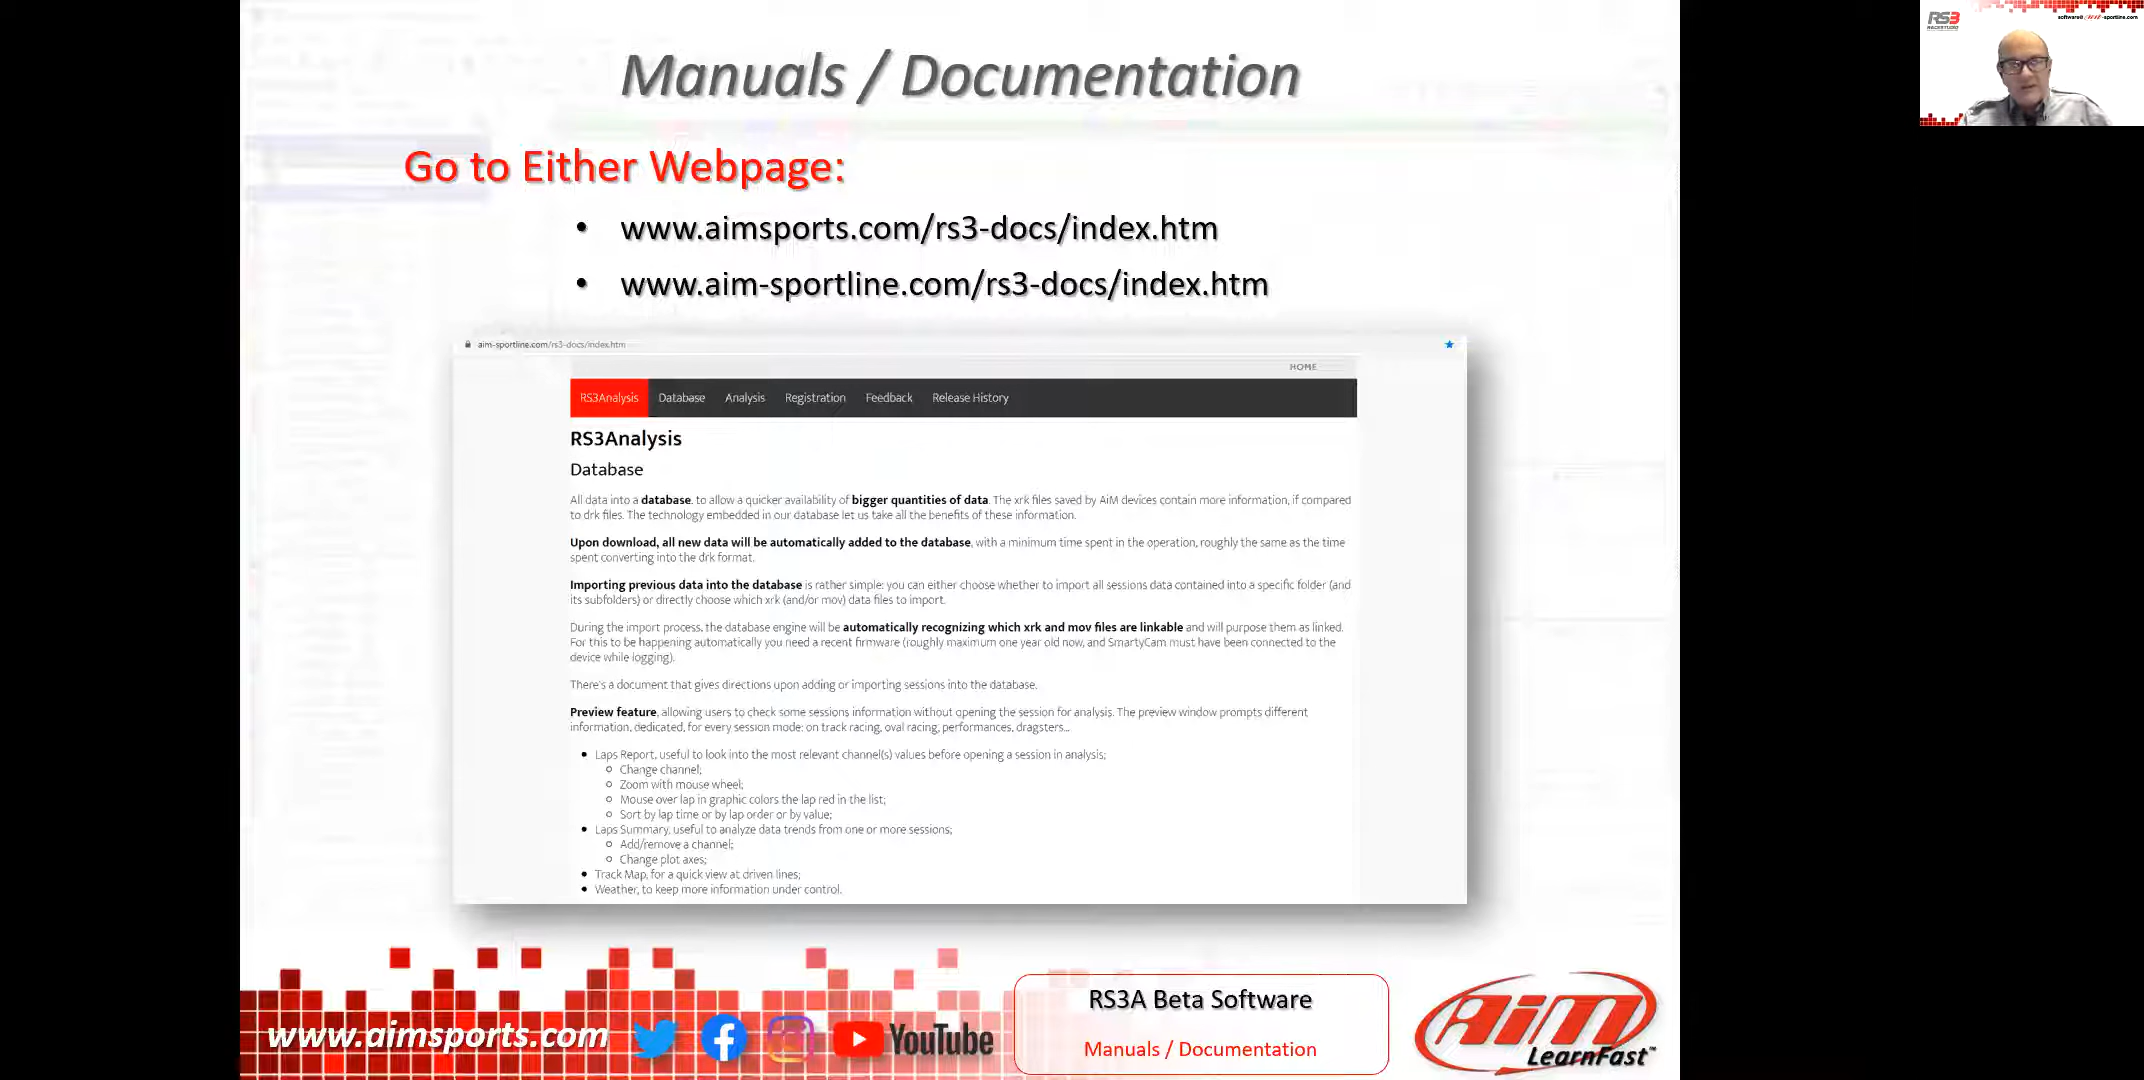 Manuals / Documentation
RS3
Go to Either Webpage:
• www.aimsports.com/rs3-docs/index.htm
• www.aim-sportline.com/rs3-docs/index.htm
aim-sportline.com/rs3-docs/index.htm
HOME
RS3Analysis Database Analysis Registration Feedback Release History
RS3Analysis
Database
All data into a database, to allow a quicker availability of bigger quantities of data. The xrk files saved by AiM devices contain more information, if compared
to drk files. The technology embedded in our database let us take all the benefits of these information.
Upon download, all new data will be automatically added to the database, with a minimum time spent in the operation, roughly the same as the time
spent converting into the drk format.
Importing previous data into the database is rather simple: you can either choose whether to import all sessions data contained into a specific folder (and
its subfolders) or directly choose which xrk (and/or mov) data files to import.
During the import process, the database engine will be automatically recognizing which xrk and mov files are linkable and will purpose them as linked.
For this to be happening automatically you need a recent firmware (roughly maximum one year old now, and SmartyCam must have been connected to the
device while logging).
There's a document that gives directions upon adding or importing sessions into the database.
Preview feature, allowing users to check some sessions information without opening the session for analysis. The preview window prompts different
information, dedicated, for every session mode: on track racing, oval racing, performances, dragsters...
• Laps Report, useful to look into the most relevant channel(s) values before opening a session in analysis;
Change channel;
Zoom with mouse wheel;
Mouse over lap in graphic colors the lap red in the list;
Sort by lap time or by lap order or by value;
• Laps Summary, useful to analyze data trends from one or more sessions;
Add/remove a channel;
Change plot axes;
• Track Map, for a quick view at driven lines;
• Weather, to keep more information under control.
www.aimsports.com
YouTube
RS3A Beta Software
Manuals / Documentation
AiM
LearnFast™